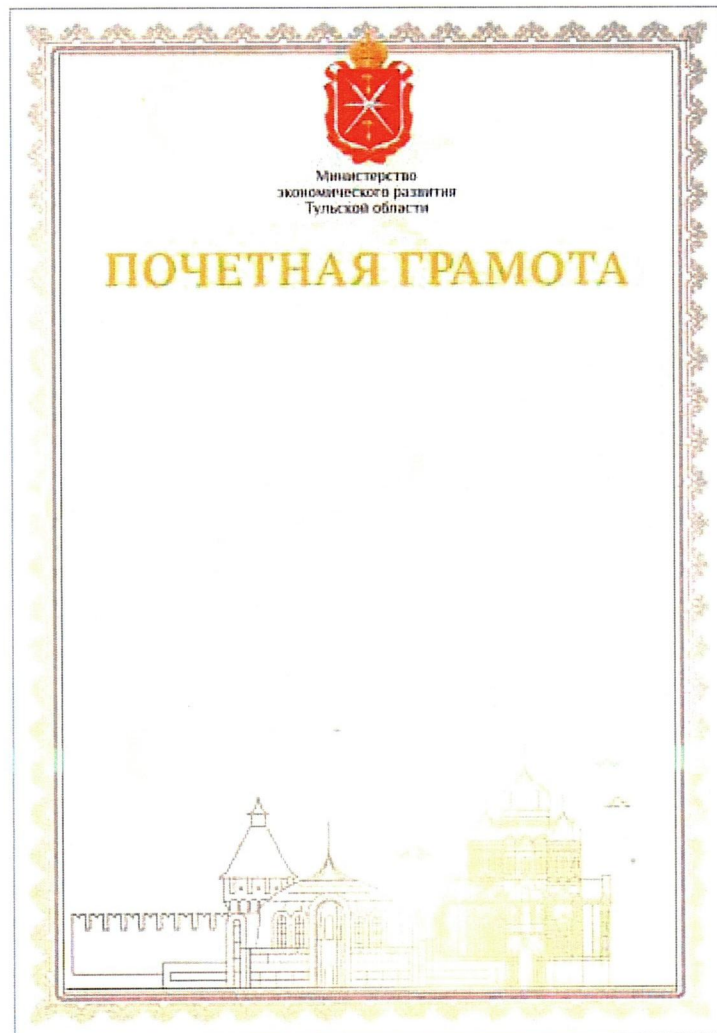 Министерство
экономического развития
Тульской области
ПОЧЕТНАЯ ГРАМОТА